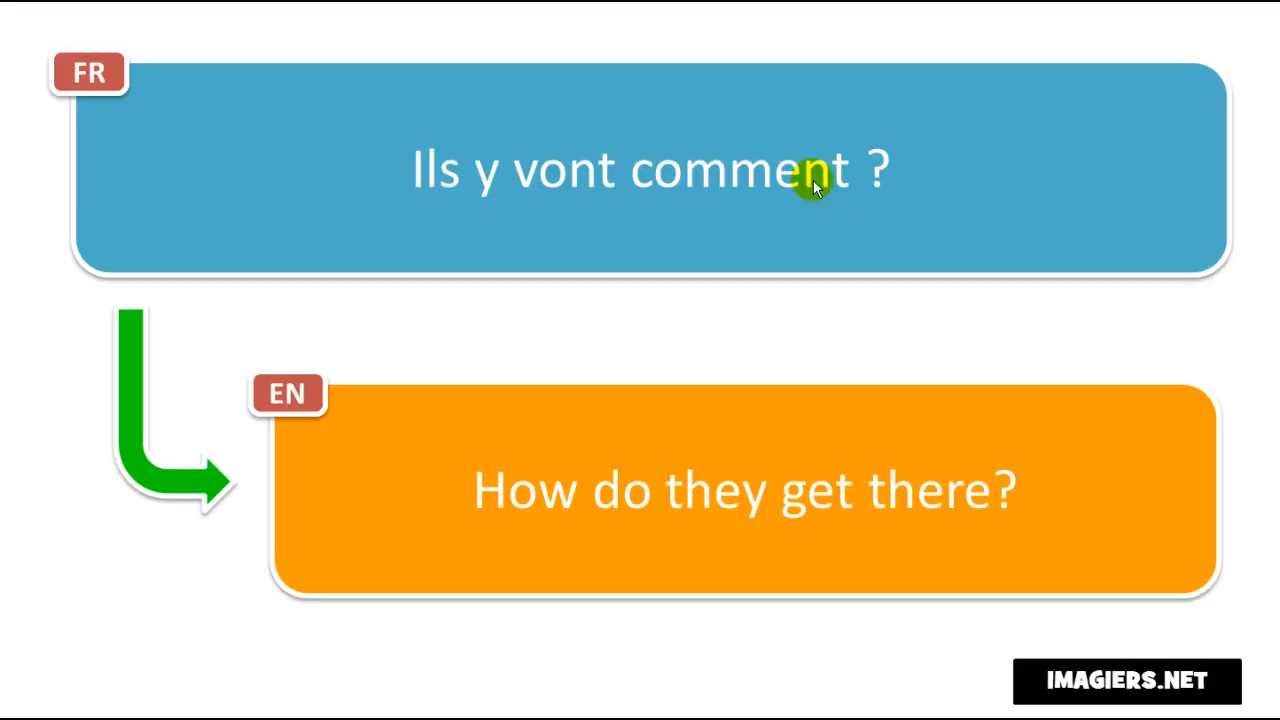 FR
Ils y vont comment ?
EN
How do they get there?
IMAGIERS.NET